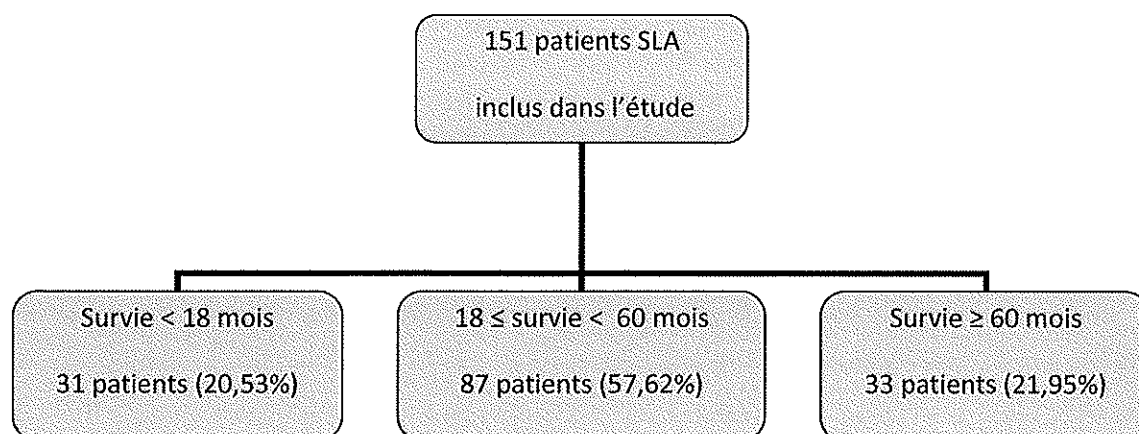 151 patients SLA
inclus dans l'étude
Survie < 18 mois
31 patients (20,53%)
18 ≤ survie < 60 mois
87 patients (57,62%)
Survie ≥ 60 mois
33 patients (21,95%)